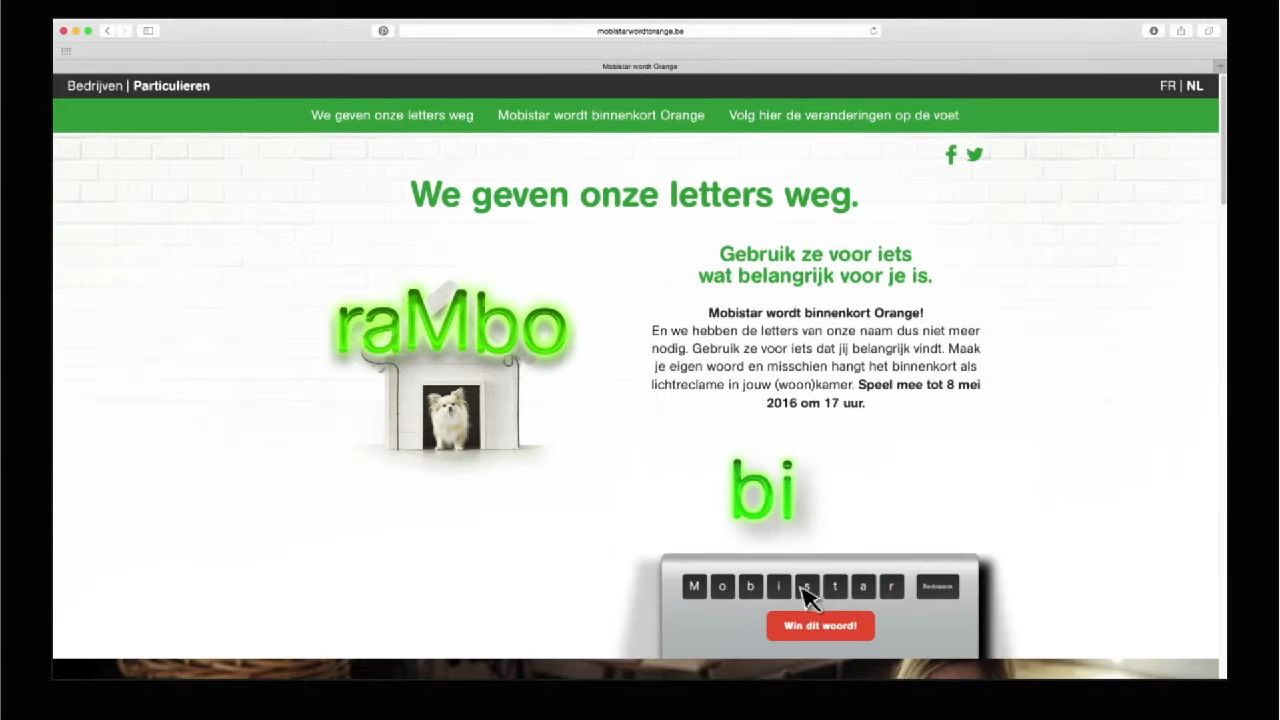 mobistarwordtorange.be
Mobistar wordt Orange
Bedrijven | Particulieren
FR | NL
We geven onze letters weg
Mobistar wordt binnenkort Orange
Volg hier de veranderingen op de voet
We geven onze letters weg.
raMbo
Gebruik ze voor iets
wat belangrijk voor je is.
Mobistar wordt binnenkort Orange!
En we hebben de letters van onze naam dus niet meer
nodig. Gebruik ze voor iets dat jij belangrijk vindt. Maak
je eigen woord en misschien hangt het binnenkort als
lichtreclame in jouw (woon)kamer. Speel mee tot 8 mei
2016 om 17 uur.
bi
M o b i s t a r Backspace
Win dit woord!